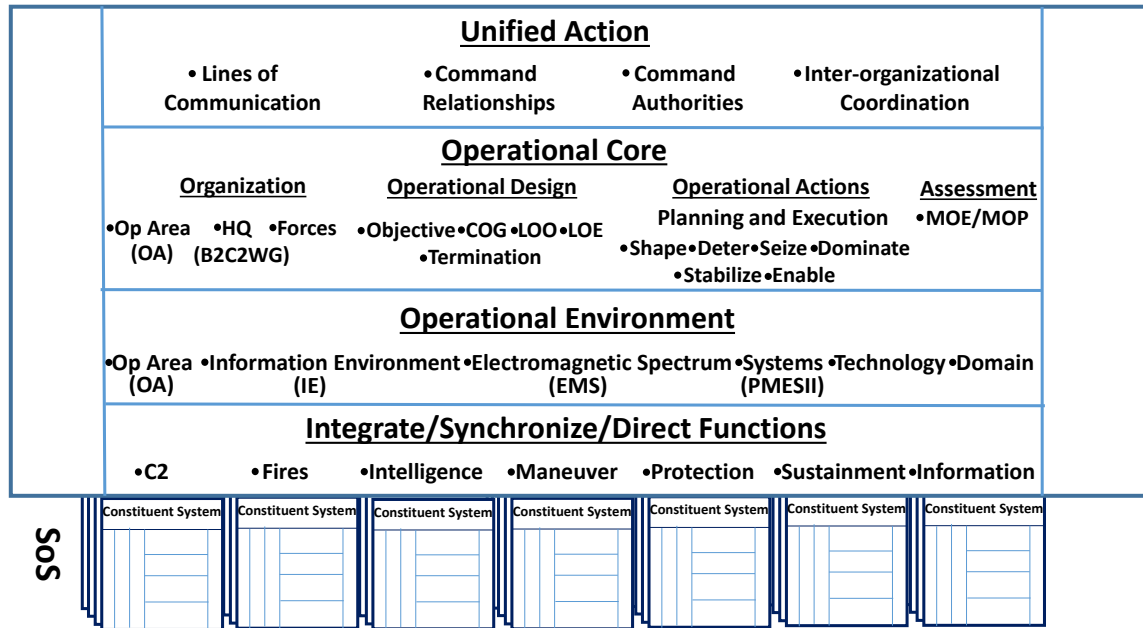 Unified Action
•Lines of Communication
•Command Relationships
•Command Authorities
•Inter-organizational Coordination
Operational Core
Organization
•Op Area (OA) •HQ •Forces
(B2C2WG)
Operational Design
•Objective•COG•LOO•LOE
•Termination
Operational Actions
Planning and Execution
•Shape•Deter•Seize•Dominate
•Stabilize•Enable
Assessment
•MOE/MOP
Operational Environment
•Op Area •Information Environment•Electromagnetic Spectrum•Systems•Technology•Domain
(OA) (IE) (EMS) (PMESII)
Integrate/Synchronize/Direct Functions
•C2 •Fires •Intelligence •Maneuver •Protection •Sustainment•Information
SoS
Constituent System Constituent System Constituent System Constituent System Constituent System Constituent System Constituent System